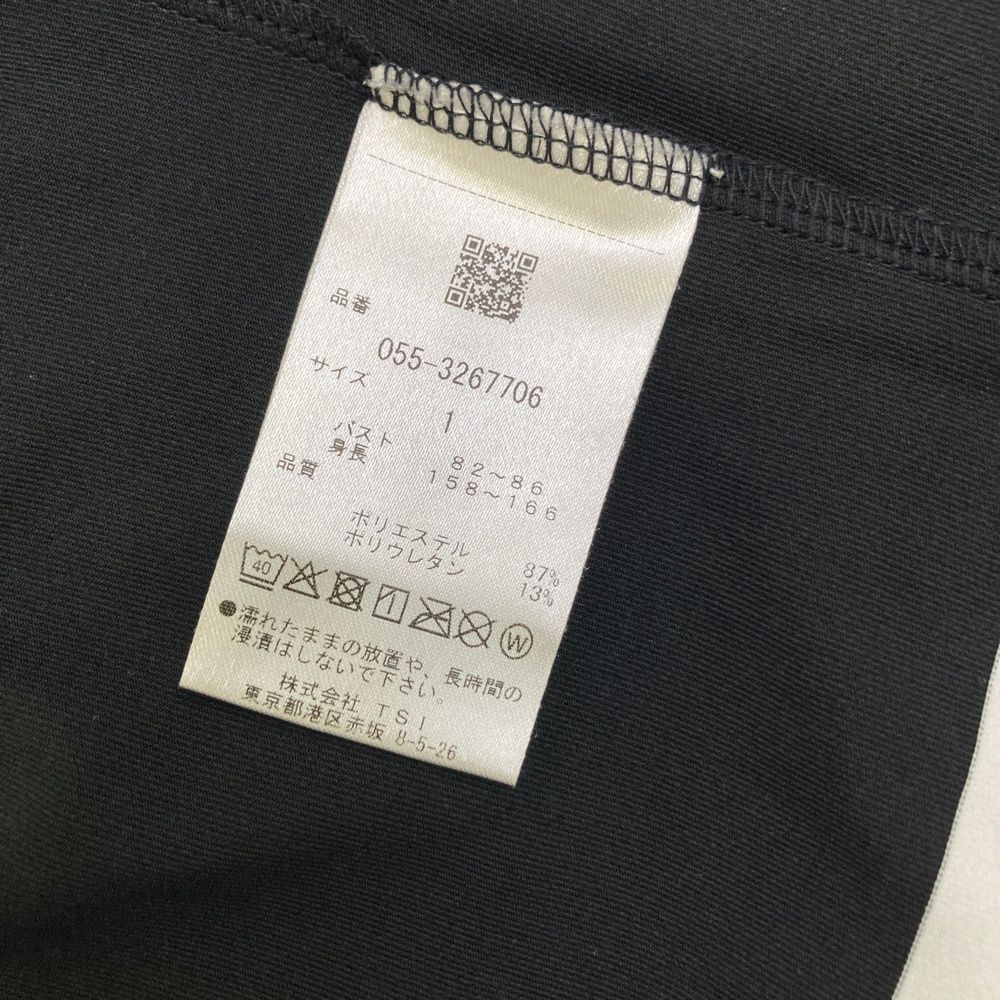 品番
055-3267706
サイズ
1
バスト 82～86
身長 158～166
品質
ポリエステル 87%
ポリウレタン 13%
40
W
●濡れたままの放置や、長時間の
浸漬はしないで下さい。
株式会社 TSI
東京都港区赤坂 8-5-26